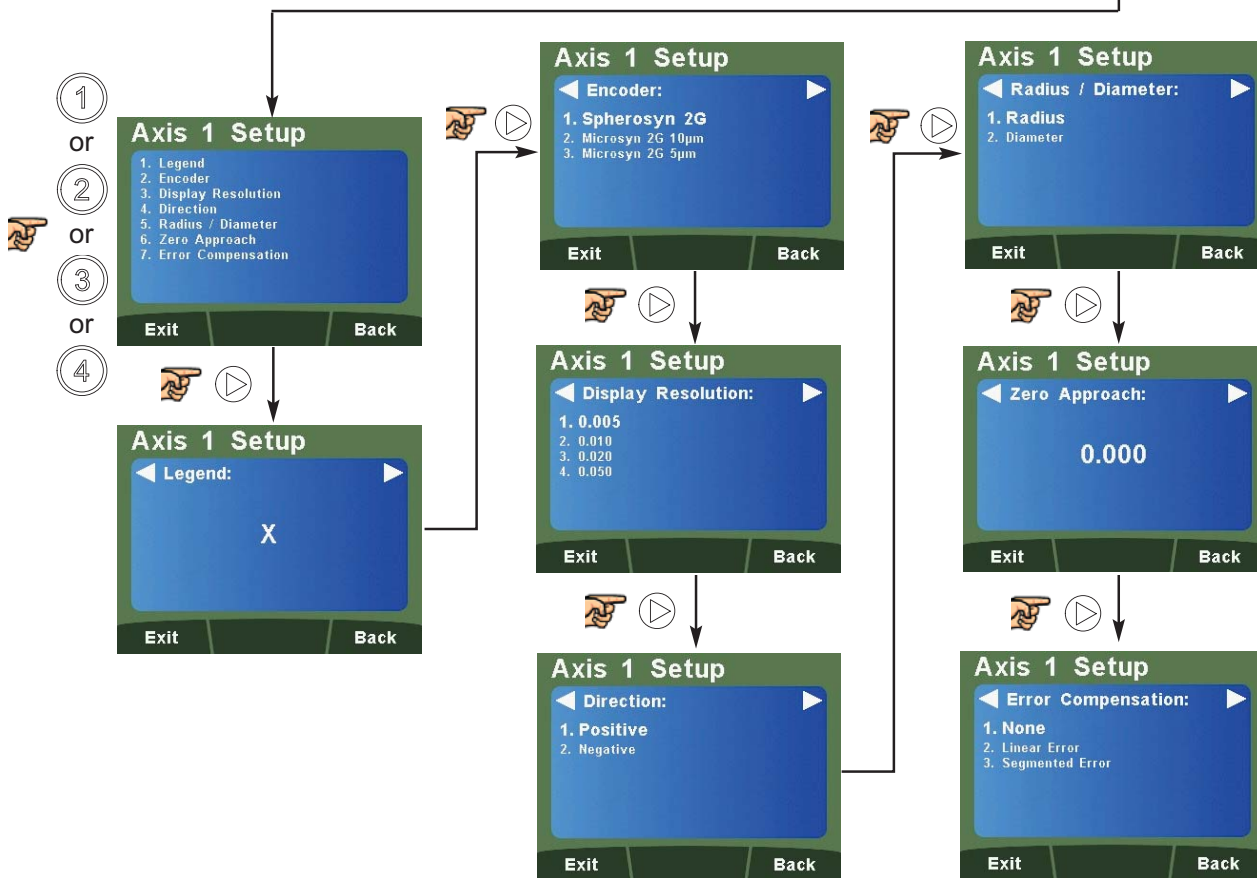 1
or
2
or
3
or
4
Axis 1 Setup
1. Legend
2. Encoder
3. Display Resolution
4. Direction
5. Radius / Diameter
6. Zero Approach
7. Error Compensation
Exit Back
Axis 1 Setup
Legend:
X
Exit Back
Axis 1 Setup
Encoder:
1. Spherosyn 2G
2. Microsyn 2G 10µm
3. Microsyn 2G 5µm
Exit Back
Axis 1 Setup
Display Resolution:
1. 0.005
2. 0.010
3. 0.020
4. 0.050
Exit Back
Axis 1 Setup
Direction:
1. Positive
2. Negative
Exit Back
Axis 1 Setup
Radius / Diameter:
1. Radius
2. Diameter
Exit Back
Axis 1 Setup
Zero Approach:
0.000
Exit Back
Axis 1 Setup
Error Compensation:
1. None
2. Linear Error
3. Segmented Error
Exit Back